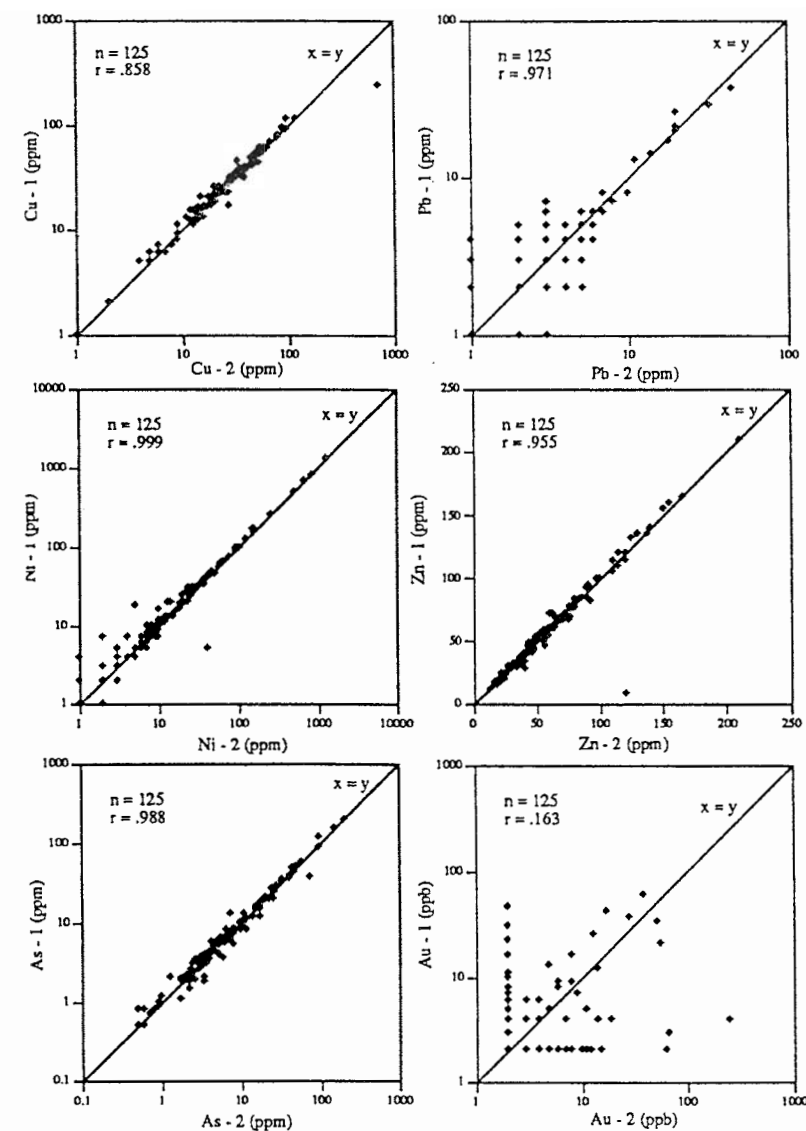 1000
n = 125
r = .858
x = y
100
10
1
Cu - 1 (ppm)
1
10
100
1000
Cu - 2 (ppm)
100
n = 125
r = .971
x = y
10
1
Pb - 1 (ppm)
1
10
100
Pb - 2 (ppm)
10000
n = 125
r = .999
x = y
1000
100
10
1
Ni - 1 (ppm)
1
10
100
1000
10000
Ni - 2 (ppm)
250
n = 125
r = .955
x = y
200
150
100
50
0
Zn - 1 (ppm)
0
50
100
150
200
250
Zn - 2 (ppm)
1000
n = 125
r = .988
x = y
100
10
1
0.1
As - 1 (ppm)
0.1
1
10
100
1000
As - 2 (ppm)
1000
n = 125
r = .163
x = y
100
10
1
Au - 1 (ppb)
1
10
100
1000
Au - 2 (ppb)